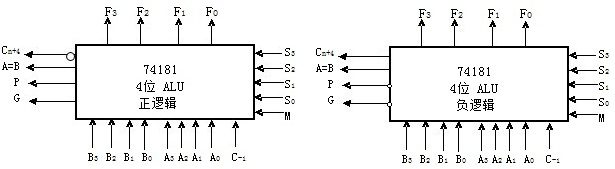 F₃ F₂ F₁ F₀
Cn+4
A=B
P
G
74181
4位 ALU
正逻辑
S₃
S₂
S₁
S₀
M
B₃ B₂ B₁ B₀ A₃ A₂ A₁ A₀ C₋₁
F₃ F₂ F₁ F₀
Cn+4
A=B
P
G
74181
4位 ALU
负逻辑
S₃
S₂
S₁
S₀
M
B₃ B₂ B₁ B₀ A₃ A₂ A₁ A₀ C₋₁